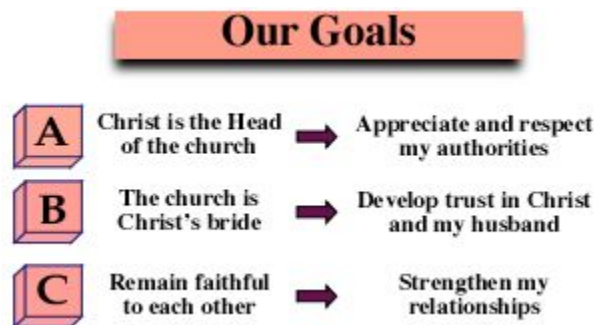 Our Goals
A
Christ is the Head
of the church
Appreciate and respect
my authorities
B
The church is
Christ's bride
Develop trust in Christ
and my husband
C
Remain faithful
to each other
Strengthen my
relationships